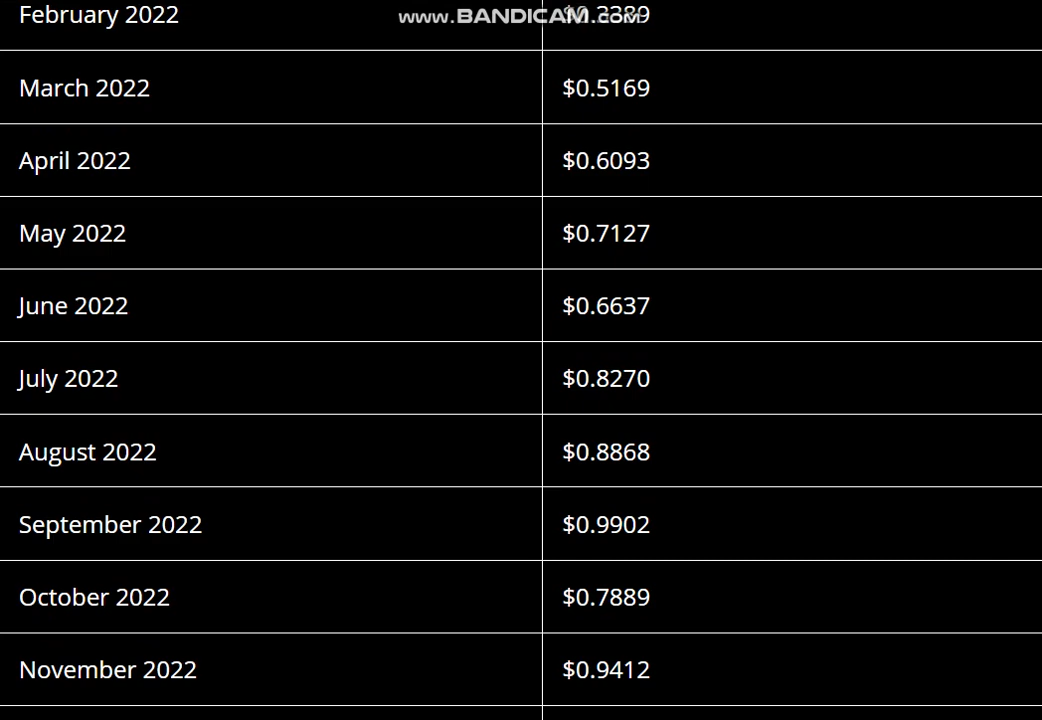 February 2022
www.BANDICAM.com
March 2022 $0.5169
April 2022 $0.6093
May 2022 $0.7127
June 2022 $0.6637
July 2022 $0.8270
August 2022 $0.8868
September 2022 $0.9902
October 2022 $0.7889
November 2022 $0.9412